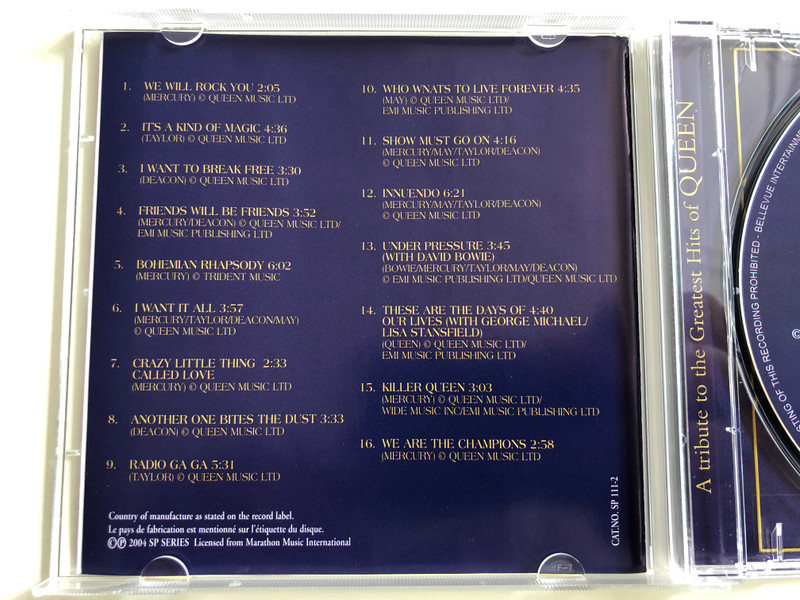 1. WE WILL ROCK YOU 2:05
(MERCURY) © QUEEN MUSIC LTD
2. IT'S A KIND OF MAGIC 4:36
(TAYLOR) © QUEEN MUSIC LTD
3. I WANT TO BREAK FREE 3:30
(DEACON) © QUEEN MUSIC LTD
4. FRIENDS WILL BE FRIENDS 3:52
(MERCURY/DEACON) © QUEEN MUSIC LTD/
EMI MUSIC PUBLISHING LTD
5. BOHEMIAN RHAPSODY 6:02
(MERCURY) © TRIDENT MUSIC
6. I WANT IT ALL 3:57
(MERCURY/TAYLOR/DEACON/MAY)
© QUEEN MUSIC LTD
7. CRAZY LITTLE THING 2:33
CALLED LOVE
(MERCURY) © QUEEN MUSIC LTD
8. ANOTHER ONE BITES THE DUST 3:33
(DEACON) © QUEEN MUSIC LTD
9. RADIO GA GA 5:31
(TAYLOR) © QUEEN MUSIC LTD
10. WHO WNATS TO LIVE FOREVER 4:35
(MAY) © QUEEN MUSIC LTD/
EMI MUSIC PUBLISHING LTD
11. SHOW MUST GO ON 4:16
(MERCURY/MAY/TAYLOR/DEACON)
© QUEEN MUSIC LTD
12. INNUENDO 6:21
(MERCURY/MAY/TAYLOR/DEACON)
© QUEEN MUSIC LTD
13. UNDER PRESSURE 3:45
(WITH DAVID BOWIE)
(BOWIE/MERCURY/TAYLOR/MAY/DEACON)
© EMI MUSIC PUBLISHING LTD/QUEEN MUSIC LTD
14. THESE ARE THE DAYS OF 4:40
OUR LIVES (WITH GEORGE MICHAEL/
LISA STANSFIELD)
(QUEEN) © QUEEN MUSIC LTD/
EMI MUSIC PUBLISHING LTD
15. KILLER QUEEN 3:03
(MERCURY) © QUEEN MUSIC LTD/
WIDE MUSIC INC/EMI MUSIC PUBLISHING LTD
16. WE ARE THE CHAMPIONS 2:58
(MERCURY) © QUEEN MUSIC LTD
Country of manufacture as stated on the record label.
Le pays de fabrication est mentionné sur l'étiquette du disque.
©℗ 2004 SP SERIES Licensed from Marathon Music International
CAT.NO. SP 111-2
A tribute to the Greatest Hits of QUEEN
OF THIS RECORDING PROHIBITED - BELLEVUE